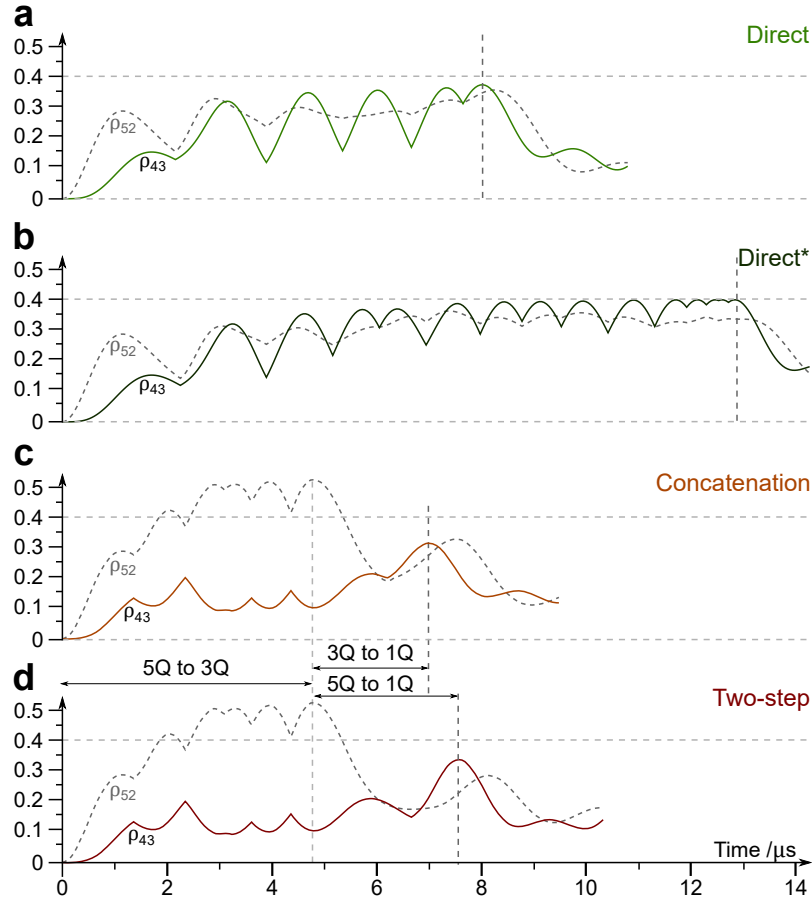 a
Direct
0.5
0.4
0.3
0.2
0.1
0
ρ52
ρ43
b
Direct*
0.5
0.4
0.3
0.2
0.1
0
ρ52
ρ43
c
Concatenation
0.5
0.4
0.3
0.2
0.1
0
ρ52
ρ43
3Q to 1Q
5Q to 3Q
5Q to 1Q
d
Two-step
0.5
0.4
0.3
0.2
0.1
0
ρ52
ρ43
Time /μs
0 2 4 6 8 10 12 14